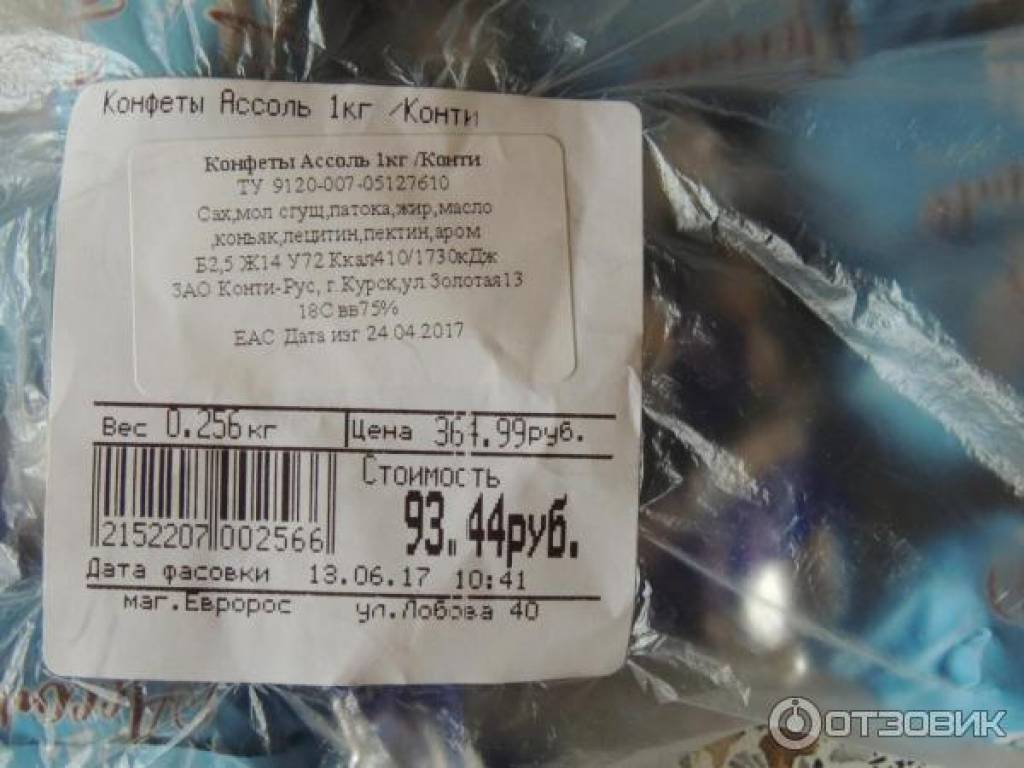 Конфеты Ассоль 1кг /Конти
Конфеты Ассоль 1кг /Конти
ТУ 9120-007-05127610
Сах,мол сгущ,патока,жир,масло
,коньяк,лецитин,пектин,аром
Б2,5 Ж14 У72 Ккал410/1730кДж
ЗАО Конти-Рус, г.Курск,ул.Золотая13
18С вв75%
ЕАС Дата изг 24.04.2017
Вес 0.256кг Цена 364.99руб.
Стоимость
93.44руб.
2152207 002566
Дата фасовки 13.06.17 10:41
маг.Евророс ул.Лобова 40
ОТЗОВИК